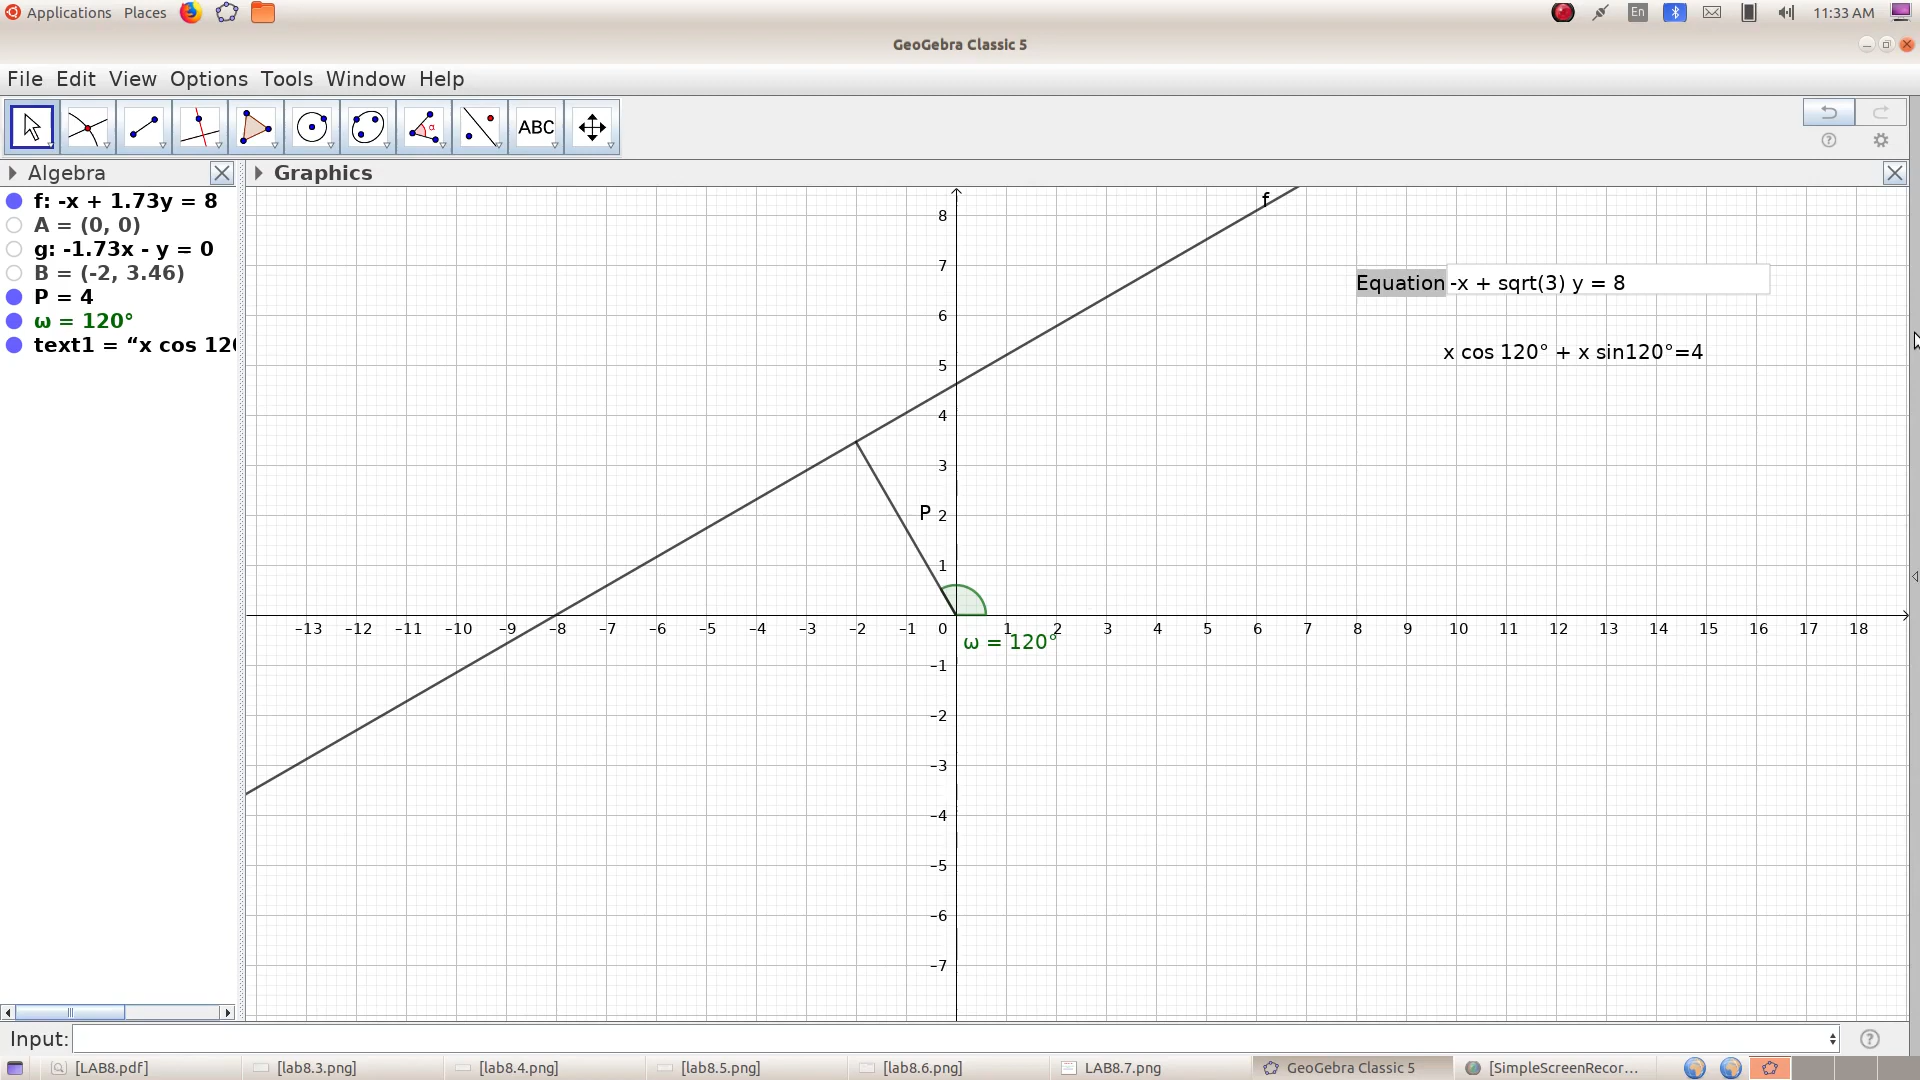 Applications Places En 11:33 AM
GeoGebra Classic 5
File Edit View Options Tools Window Help
α ABC
Algebra
Graphics
f: -x + 1.73y = 8
A = (0, 0)
g: -1.73x - y = 0
B = (-2, 3.46)
P = 4
ω = 120°
text1 = “x cos 120
f
Equation -x + sqrt(3) y = 8
x cos 120° + x sin120°=4
P
8
7
6
5
4
3
2
1
–13 –12 –11 –10 –9 –8 –7 –6 –5 –4 –3 –2 –1 0 1 2 3 4 5 6 7 8 9 10 11 12 13 14 15 16 17 18
ω = 120°
–1
–2
–3
–4
–5
–6
–7
Input:
[LAB8.pdf] [lab8.3.png] [lab8.4.png] [lab8.5.png] [lab8.6.png] LAB8.7.png GeoGebra Classic 5 [SimpleScreenRecor...